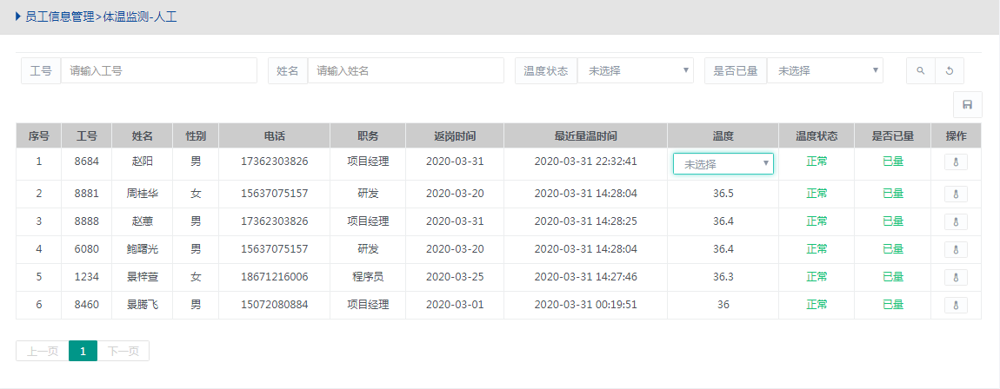 员工信息管理>体温监测-人工
工号 请输入工号 姓名 请输入姓名 温度状态 未选择 是否已量 未选择
序号 工号 姓名 性别 电话 职务 返岗时间 最近量温时间 温度 温度状态 是否已量 操作
1 8684 赵阳 男 17362303826 项目经理 2020-03-31 2020-03-31 22:32:41 未选择 正常 已量
2 8881 周桂华 女 15637075157 研发 2020-03-20 2020-03-31 14:28:04 36.5 正常 已量
3 8888 赵蕙 男 17362303826 项目经理 2020-03-31 2020-03-31 14:28:25 36.4 正常 已量
4 6080 鲍曙光 男 15637075157 研发 2020-03-20 2020-03-31 14:28:04 36.4 正常 已量
5 1234 景梓萱 女 18671216006 程序员 2020-03-25 2020-03-31 14:27:46 36.3 正常 已量
6 8460 景腾飞 男 15072080884 项目经理 2020-03-01 2020-03-31 00:19:51 36 正常 已量
上一页 1 下一页